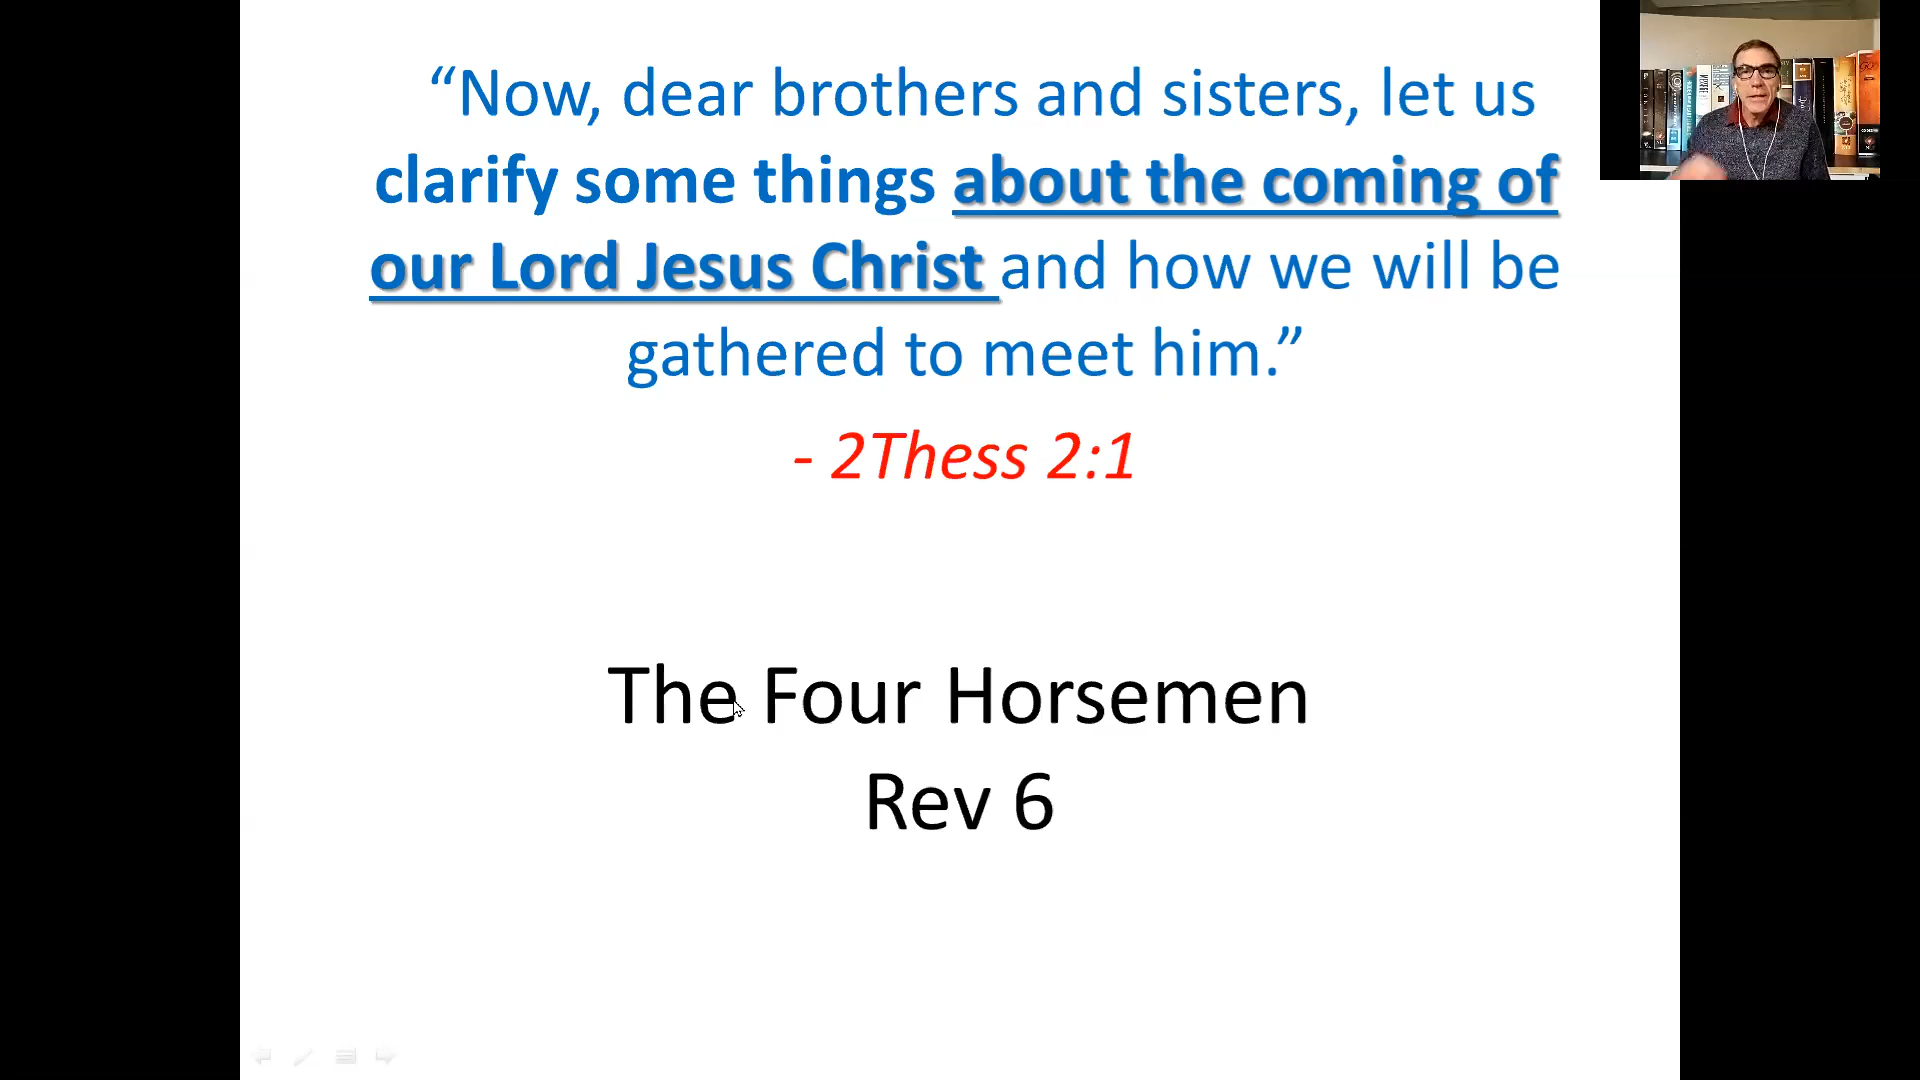 “Now, dear brothers and sisters, let us
clarify some things about the coming of
our Lord Jesus Christ and how we will be
gathered to meet him.”
- 2Thess 2:1
The Four Horsemen
Rev 6